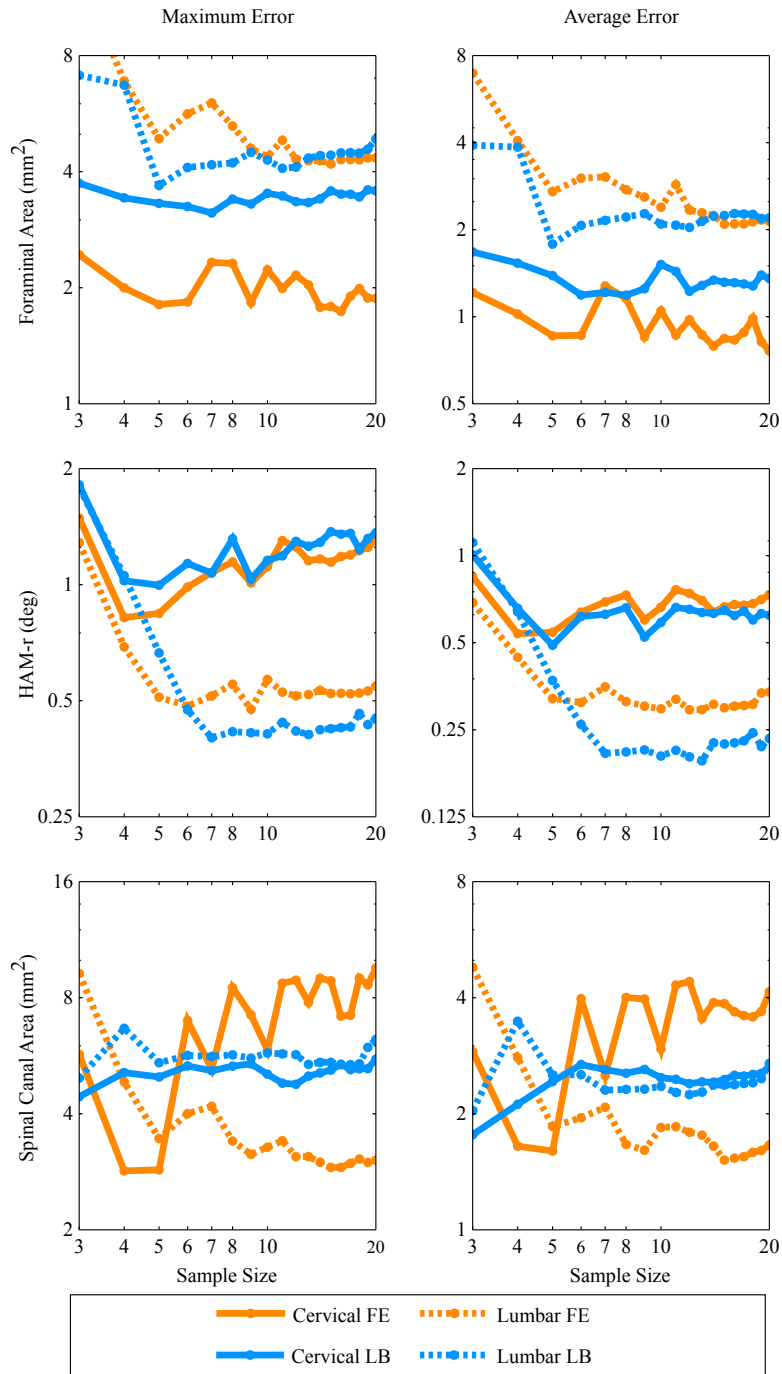 Maximum Error
Average Error
Foraminal Area (mm²)
8
4
2
1
3 4 5 6 7 8 10 20
8
4
2
1
0.5
3 4 5 6 7 8 10 20
HAM-r (deg)
2
1
0.5
0.25
3 4 5 6 7 8 10 20
2
1
0.5
0.25
0.125
3 4 5 6 7 8 10 20
Spinal Canal Area (mm²)
16
8
4
2
3 4 5 6 7 8 10 20
Sample Size
8
4
2
1
3 4 5 6 7 8 10 20
Sample Size
Cervical FE
Lumbar FE
Cervical LB
Lumbar LB